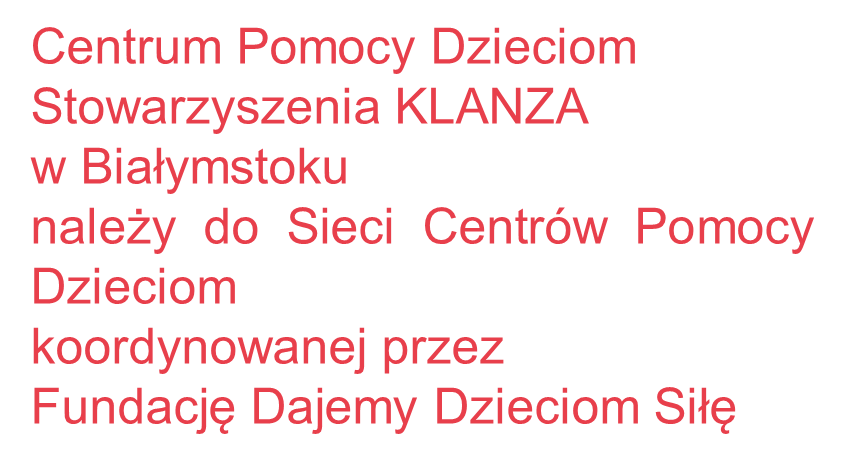 Centrum Pomocy Dzieciom
Stowarzyszenia KLANZA
w Białymstoku
należy do Sieci Centrów Pomocy
Dzieciom
koordynowanej przez
Fundację Dajemy Dzieciom Siłę